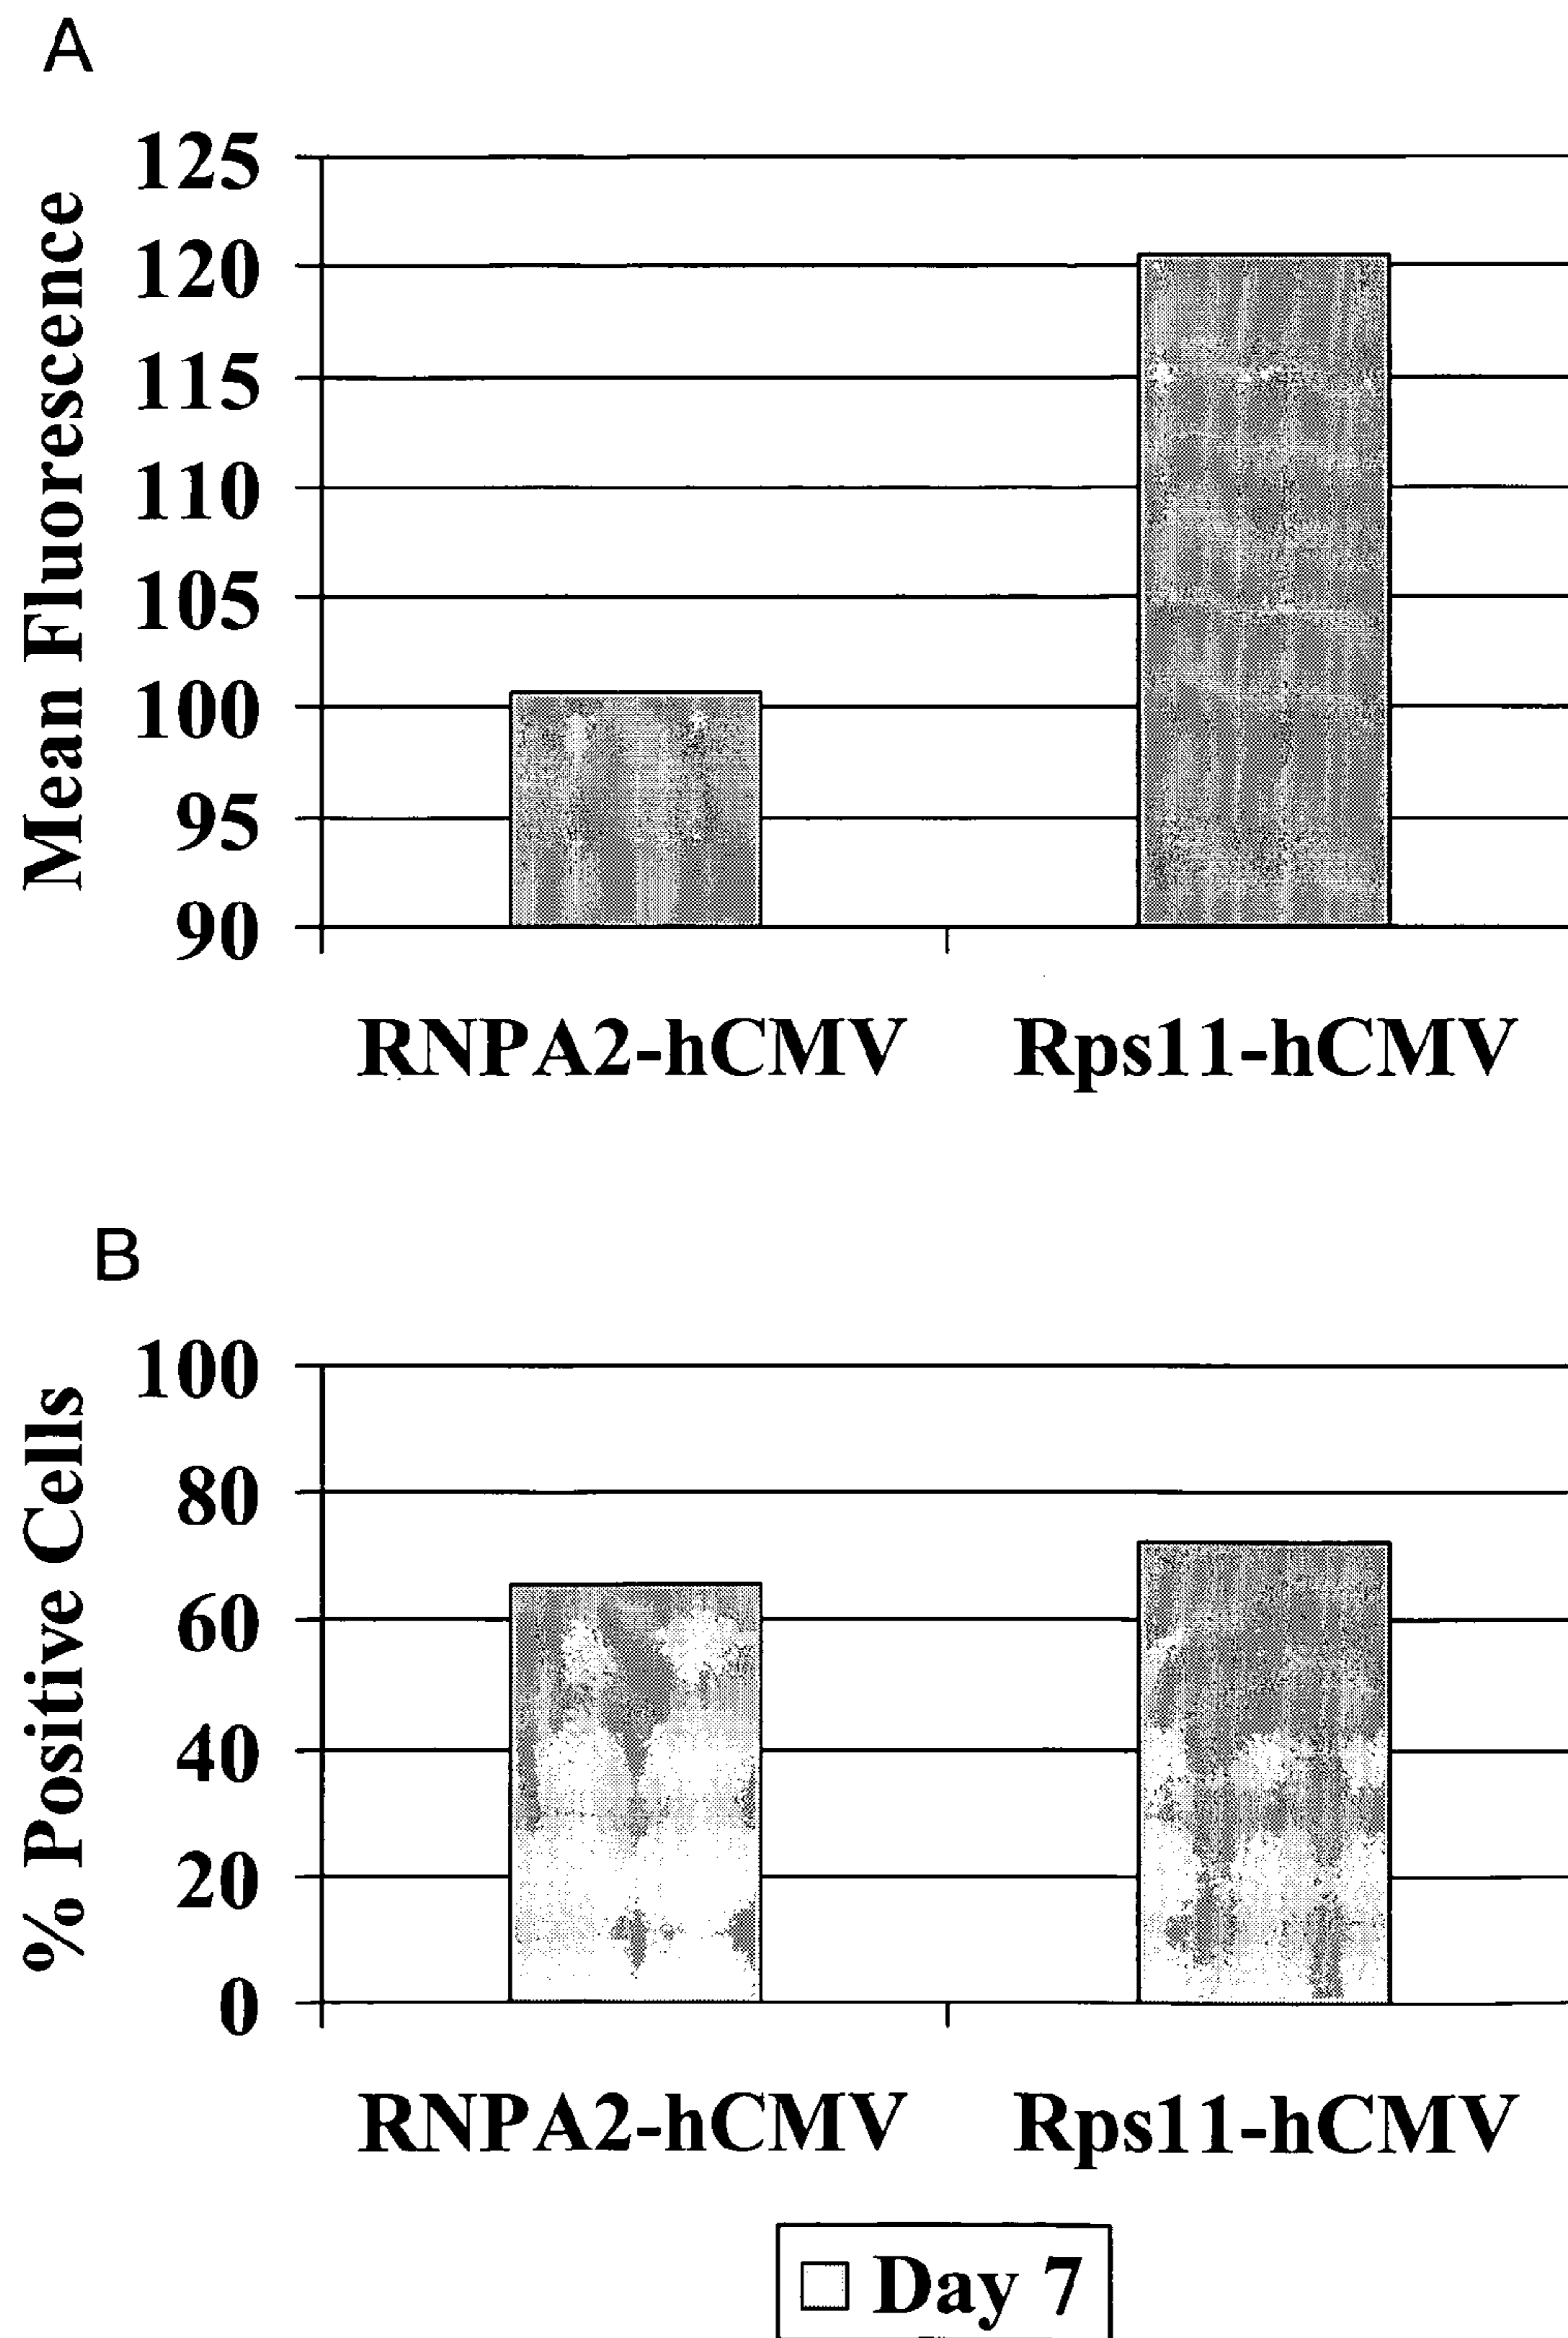 A
Mean Fluorescence
125
120
115
110
105
100
95
90
RNPA2-hCMV Rps11-hCMV
B
% Positive Cells
100
80
60
40
20
0
RNPA2-hCMV Rps11-hCMV
Day 7